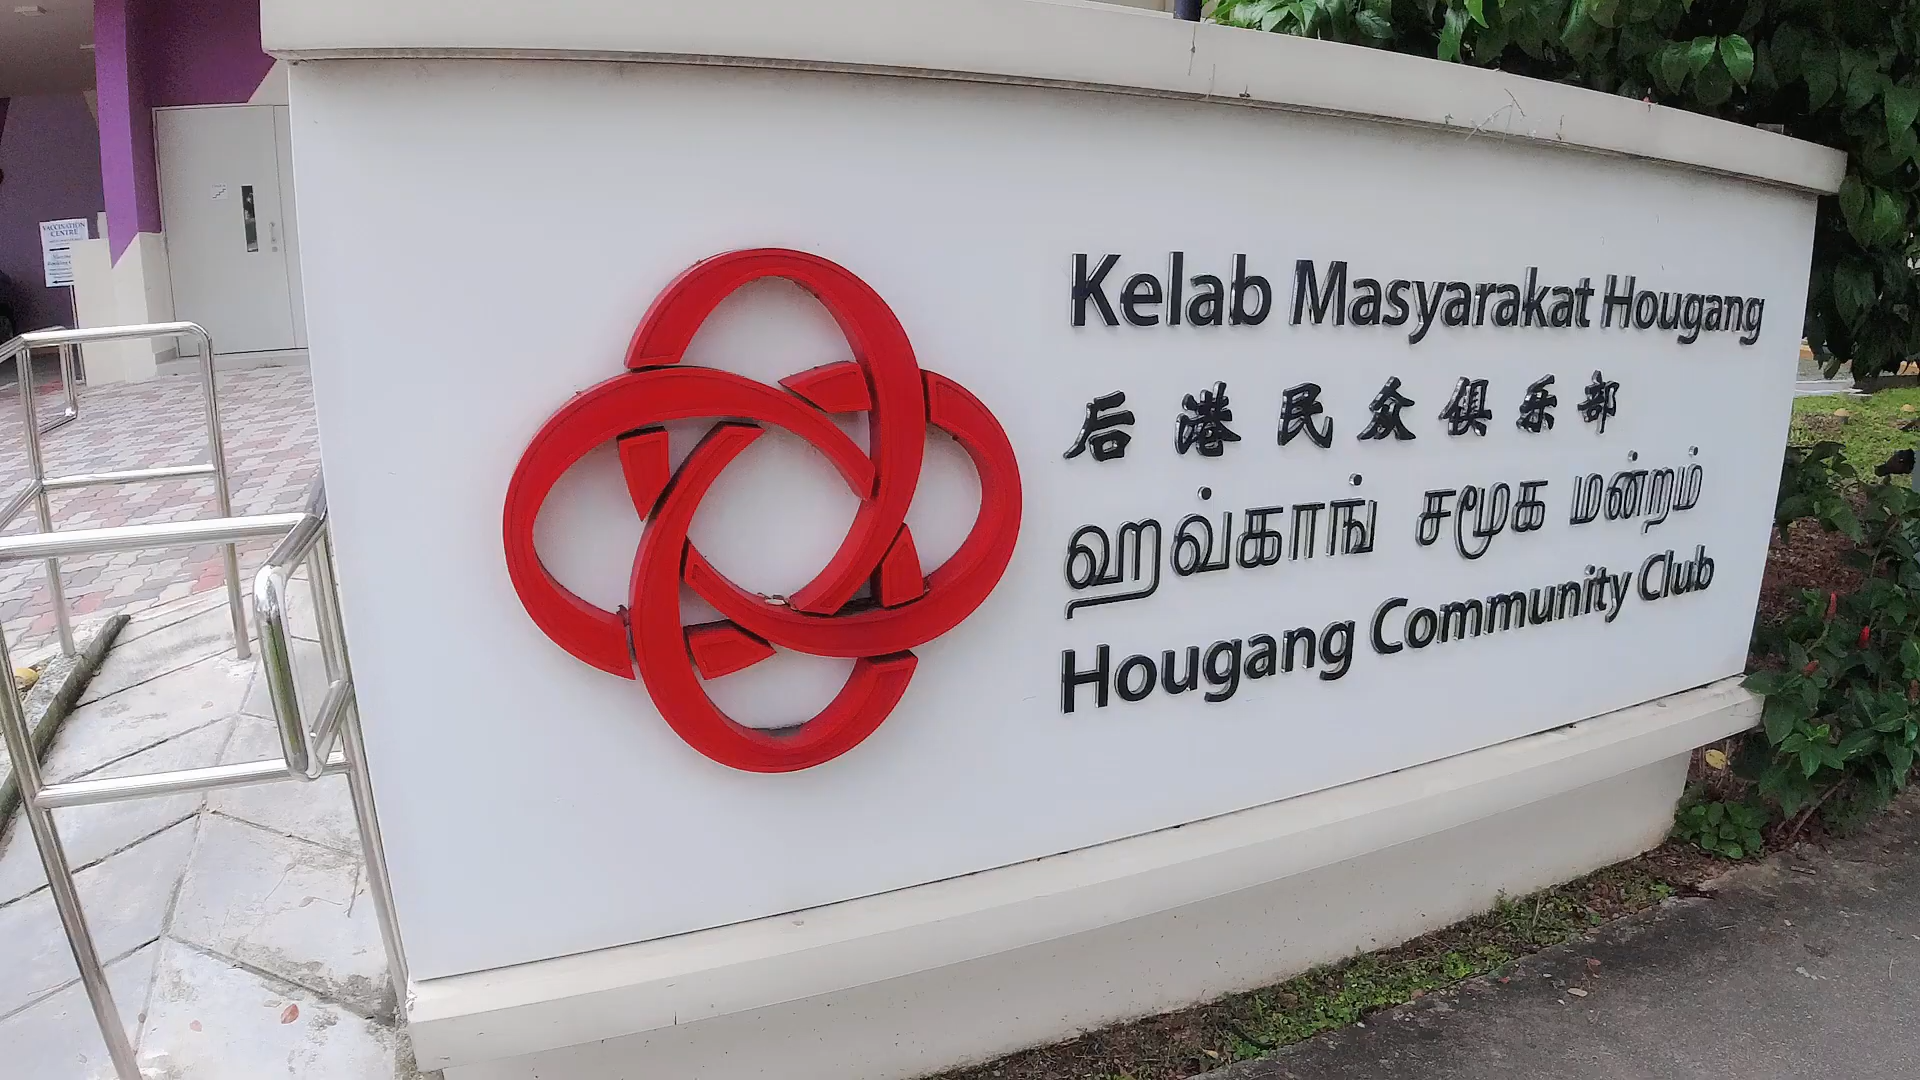 VACCINATION
CENTRE
Kelab Masyarakat Hougang
后港民众俱乐部
ஹவ்காங் சமூக மன்றம்
Hougang Community Club